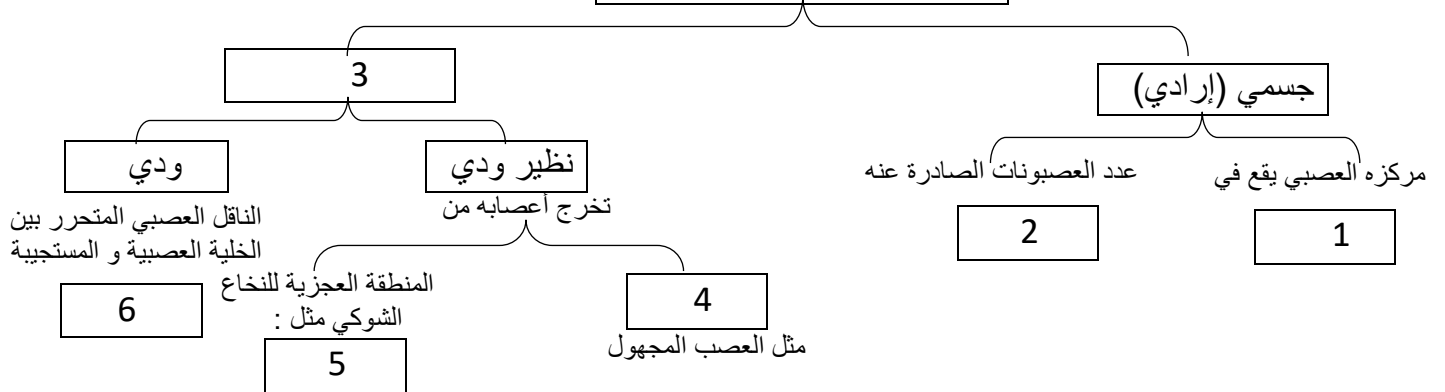 3
جسمي (إرادي)
ودي
نظير ودي
عدد العصبونات الصادرة عنه
مركزه العصبي يقع في
الناقل العصبي المتحرر بين
الخلية العصبية و المستجيبة
تخرج أعصابه من
2
1
المنطقة العجزية للنخاع
الشوكي مثل :
6
4
مثل العصب المجهول
5